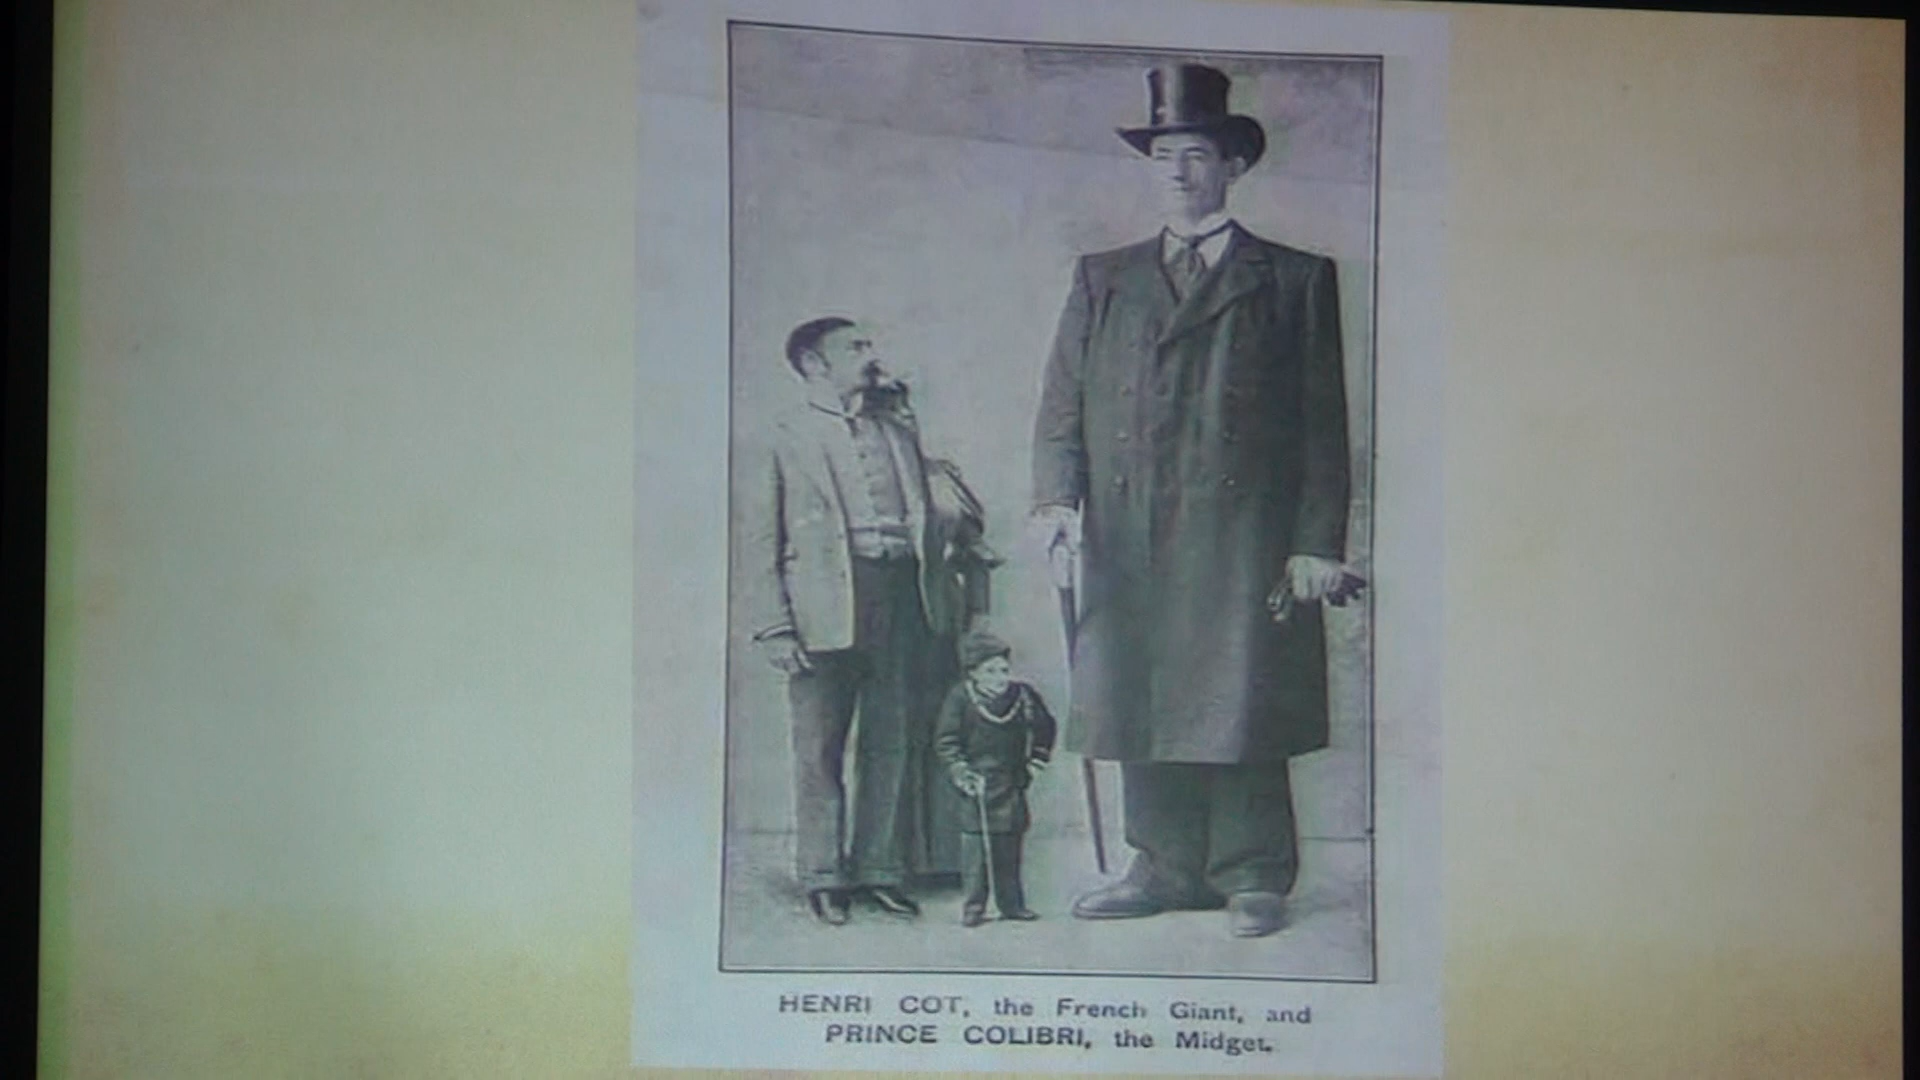 HENRI COT, the French Giant, and
PRINCE COLIBRI, the Midget.